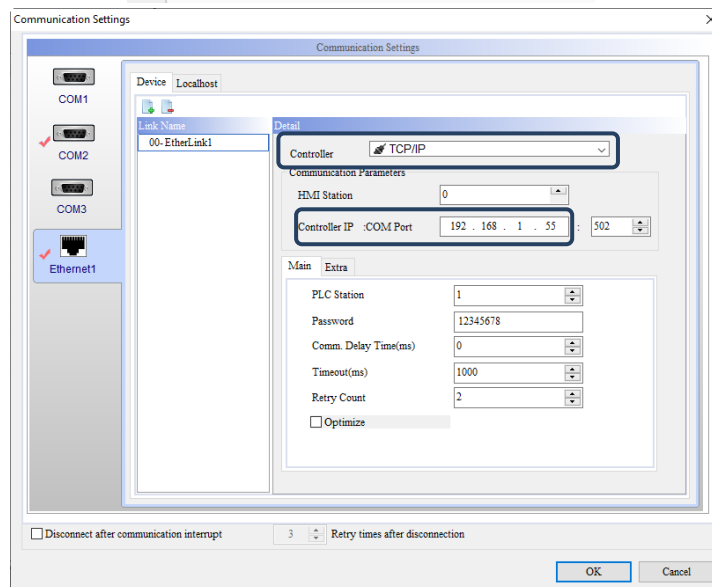 Communication Settings
Communication Settings
COM1
COM2
COM3
Ethernet1
Device Localhost
Link Name
00- EtherLink1
Detail
Controller TCP/IP
Communication Parameters
HMI Station 0
Controller IP :COM Port 192 . 168 . 1 . 55 : 502
Main Extra
PLC Station 1
Password 12345678
Comm. Delay Time(ms) 0
Timeout(ms) 1000
Retry Count 2
Optimize
Disconnect after communication interrupt 3 Retry times after disconnection
OK Cancel